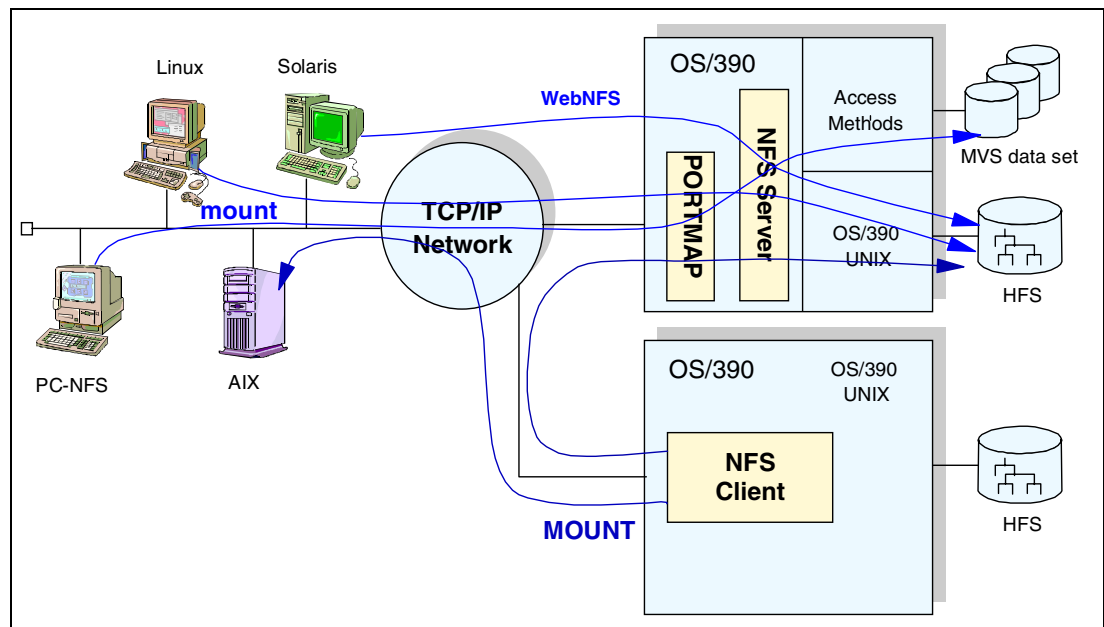 Linux
Solaris
WebNFS
mount
TCP/IP
Network
PC-NFS
AIX
OS/390
PORTMAP
NFS Server
Access
Methods
OS/390
UNIX
MVS data set
HFS
OS/390
OS/390
UNIX
NFS
Client
MOUNT
HFS